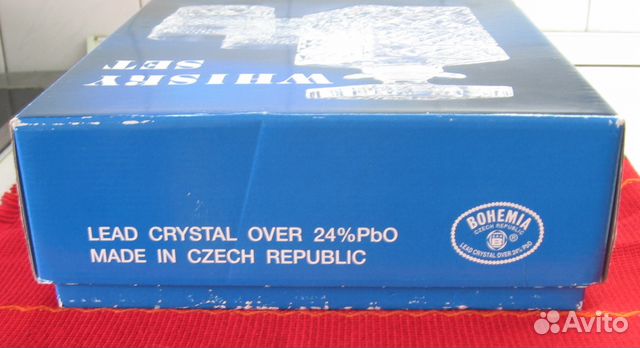 WHISKY
SET
LEAD CRYSTAL OVER 24%PbO
MADE IN CZECH REPUBLIC
BOHEMIA
CZECH REPUBLIC
B ®
LEAD CRYSTAL OVER 24% PbO
Avito